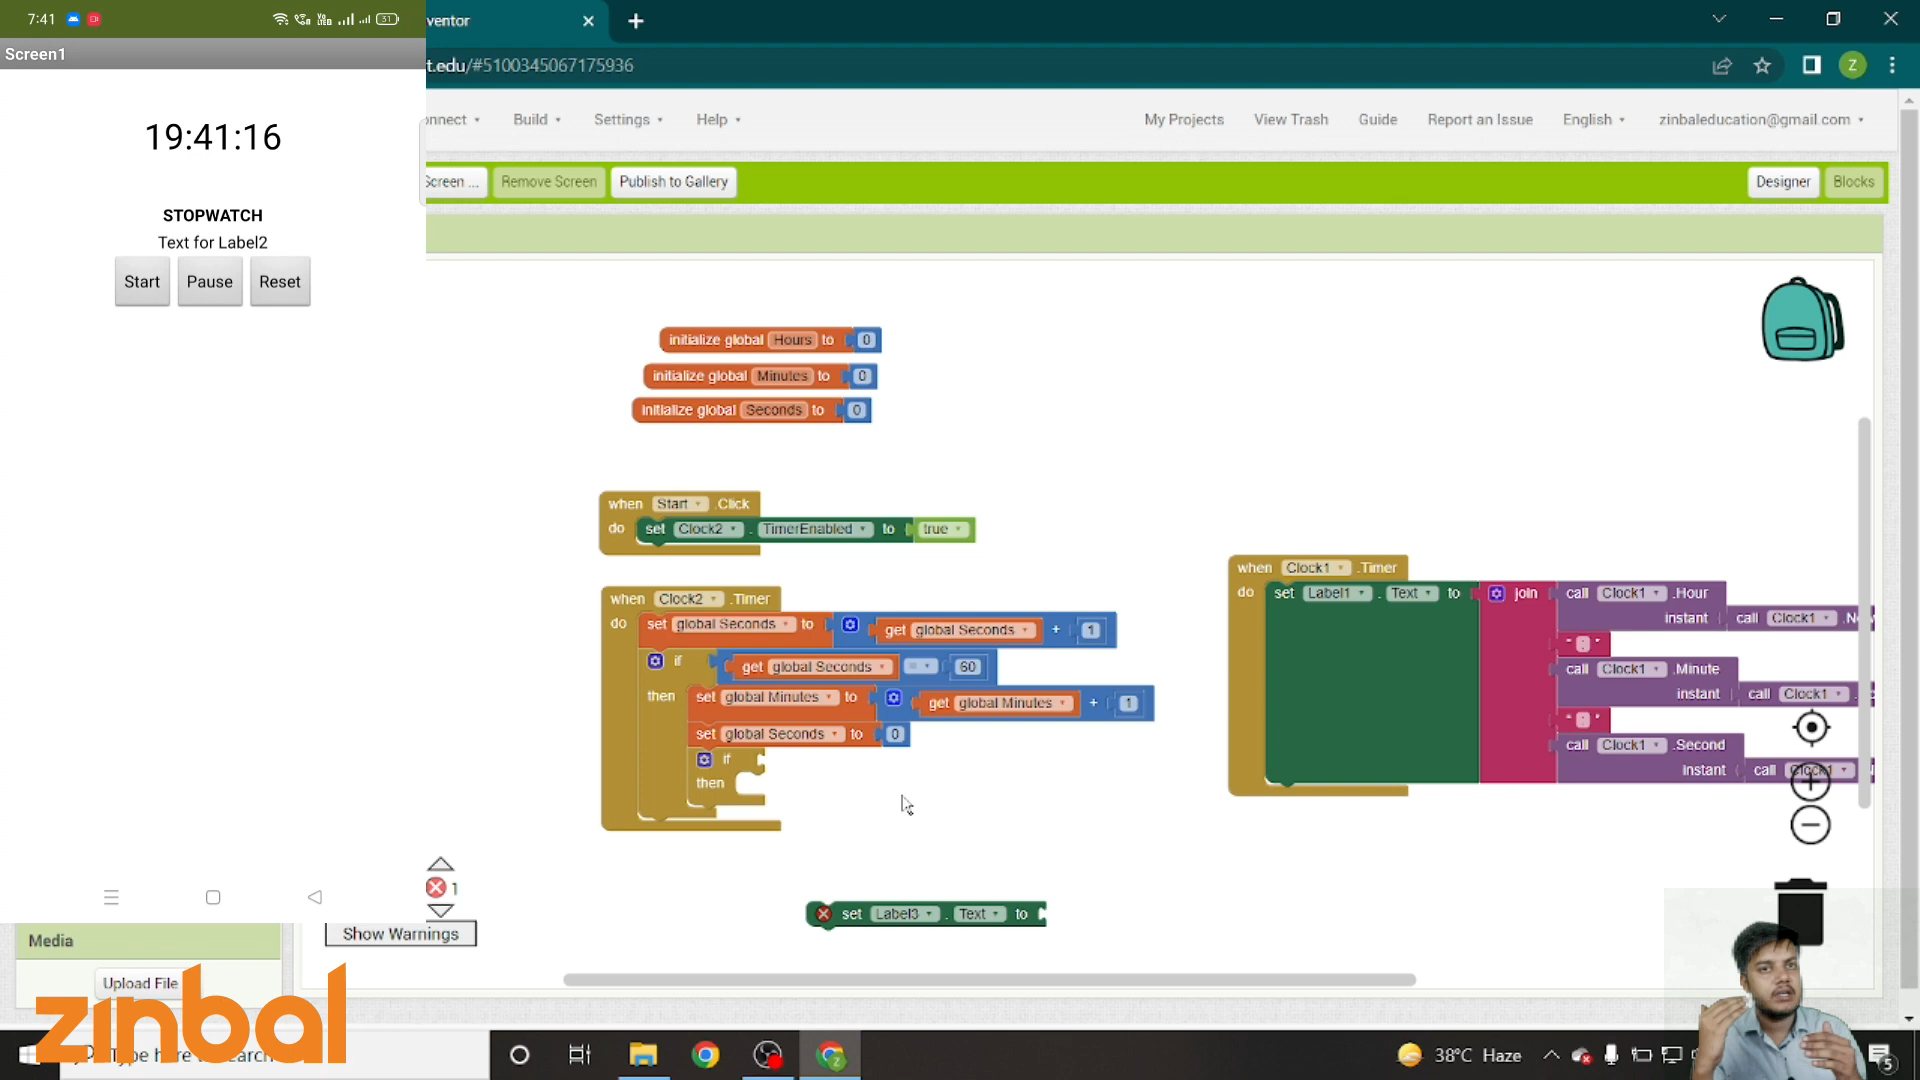 7:41
31
Screen1
19:41:16
STOPWATCH
Text for Label2
Start
Pause
Reset
ventor
t.edu/#5100345067175936
Z
onnect
Build
Settings
Help
My Projects
View Trash
Guide
Report an Issue
English
zinbaleducation@gmail.com
Screen ...
Remove Screen
Publish to Gallery
Designer
Blocks
initialize global Hours to 0
initialize global Minutes to 0
initialize global Seconds to 0
when Start .Click
do set Clock2 . TimerEnabled to true
when Clock2 .Timer
do set global Seconds to get global Seconds + 1
if get global Seconds = 60
then set global Minutes to get global Minutes + 1
set global Seconds to 0
if
then
when Clock1 .Timer
do set Label1 . Text to join call Clock1 .Hour
instant call Clock1
" : "
call Clock1 .Minute
instant call Clock1 .
" : "
call Clock1 .Second
instant call Clock1
set Label3 . Text to
1
Show Warnings
Media
Upload File
zinbal
38°C Haze
5